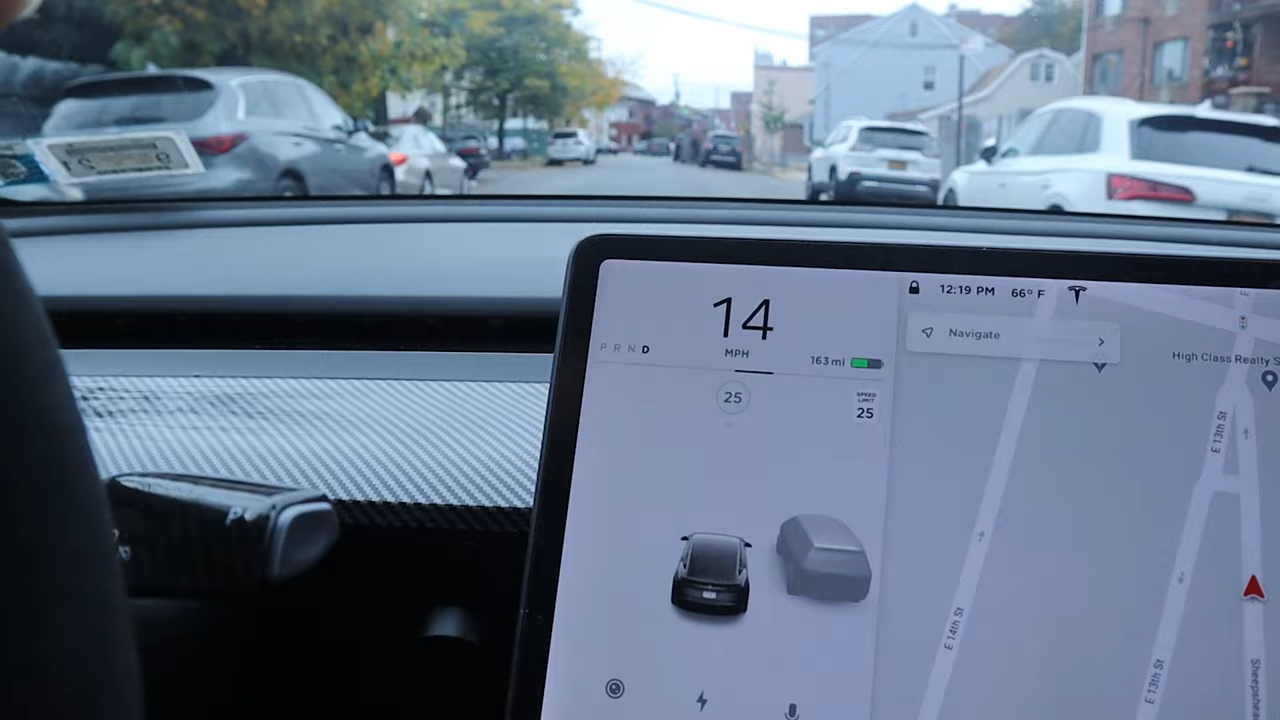 12:19 PM
66° F
14
MPH
P R N D
163 mi
25
SPEED
LIMIT
25
Navigate
High Class Realty S
E 13th St
E 14th St
E 13th St
Sheepshea
P